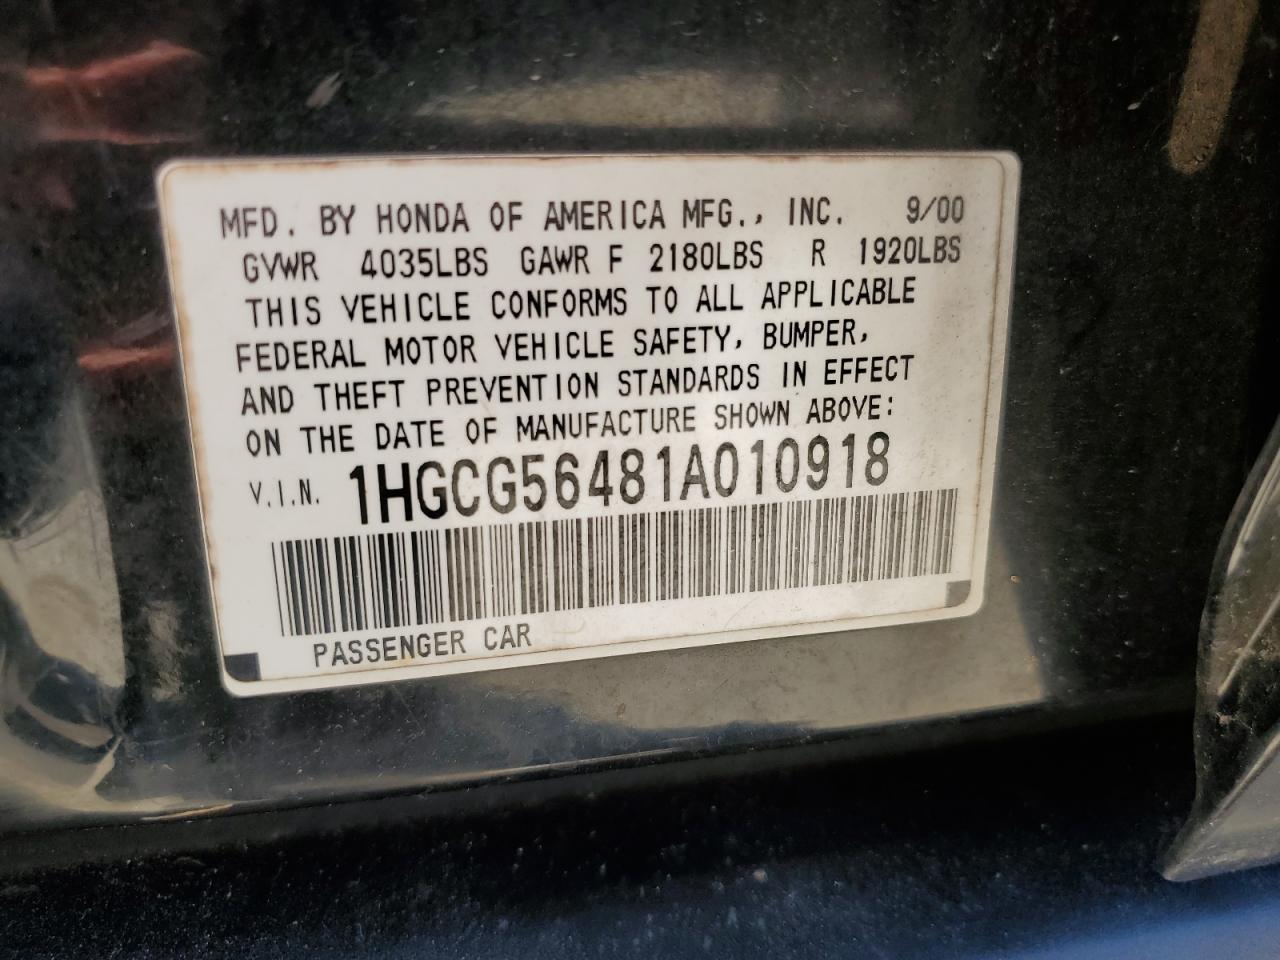 MFD. BY HONDA OF AMERICA MFG., INC. 9/00
GVWR 4035LBS GAWR F 2180LBS R 1920LBS
THIS VEHICLE CONFORMS TO ALL APPLICABLE
FEDERAL MOTOR VEHICLE SAFETY, BUMPER,
AND THEFT PREVENTION STANDARDS IN EFFECT
ON THE DATE OF MANUFACTURE SHOWN ABOVE:
V.I.N. 1HGCG56481A010918
PASSENGER CAR